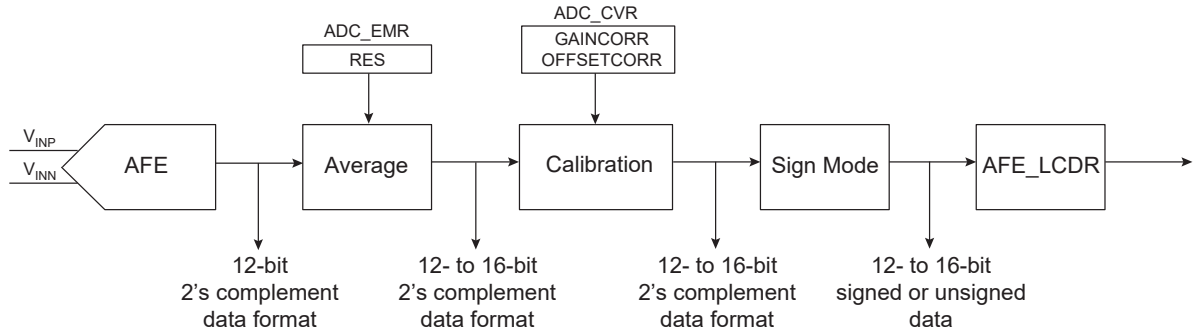 ADC_CVR
ADC_EMR
GAINCORR
OFFSETCORR
RES
VINP
VINN
AFE
Average
Calibration
Sign Mode
AFE_LCDR
12-bit
2's complement
data format
12- to 16-bit
2's complement
data format
12- to 16-bit
2's complement
data format
12- to 16-bit
signed or unsigned
data